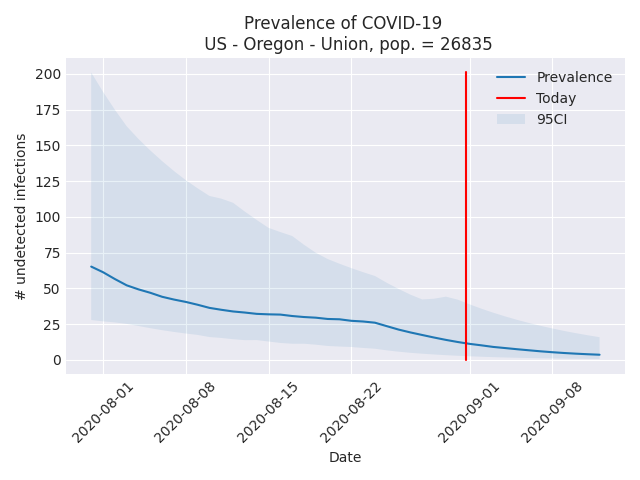 Prevalence of COVID-19
US - Oregon - Union, pop. = 26835
Prevalence
Today
95CI
200
175
150
125
100
75
50
25
0
# undetected infections
2020-08-01
2020-08-08
2020-08-15
2020-08-22
2020-09-01
2020-09-08
Date